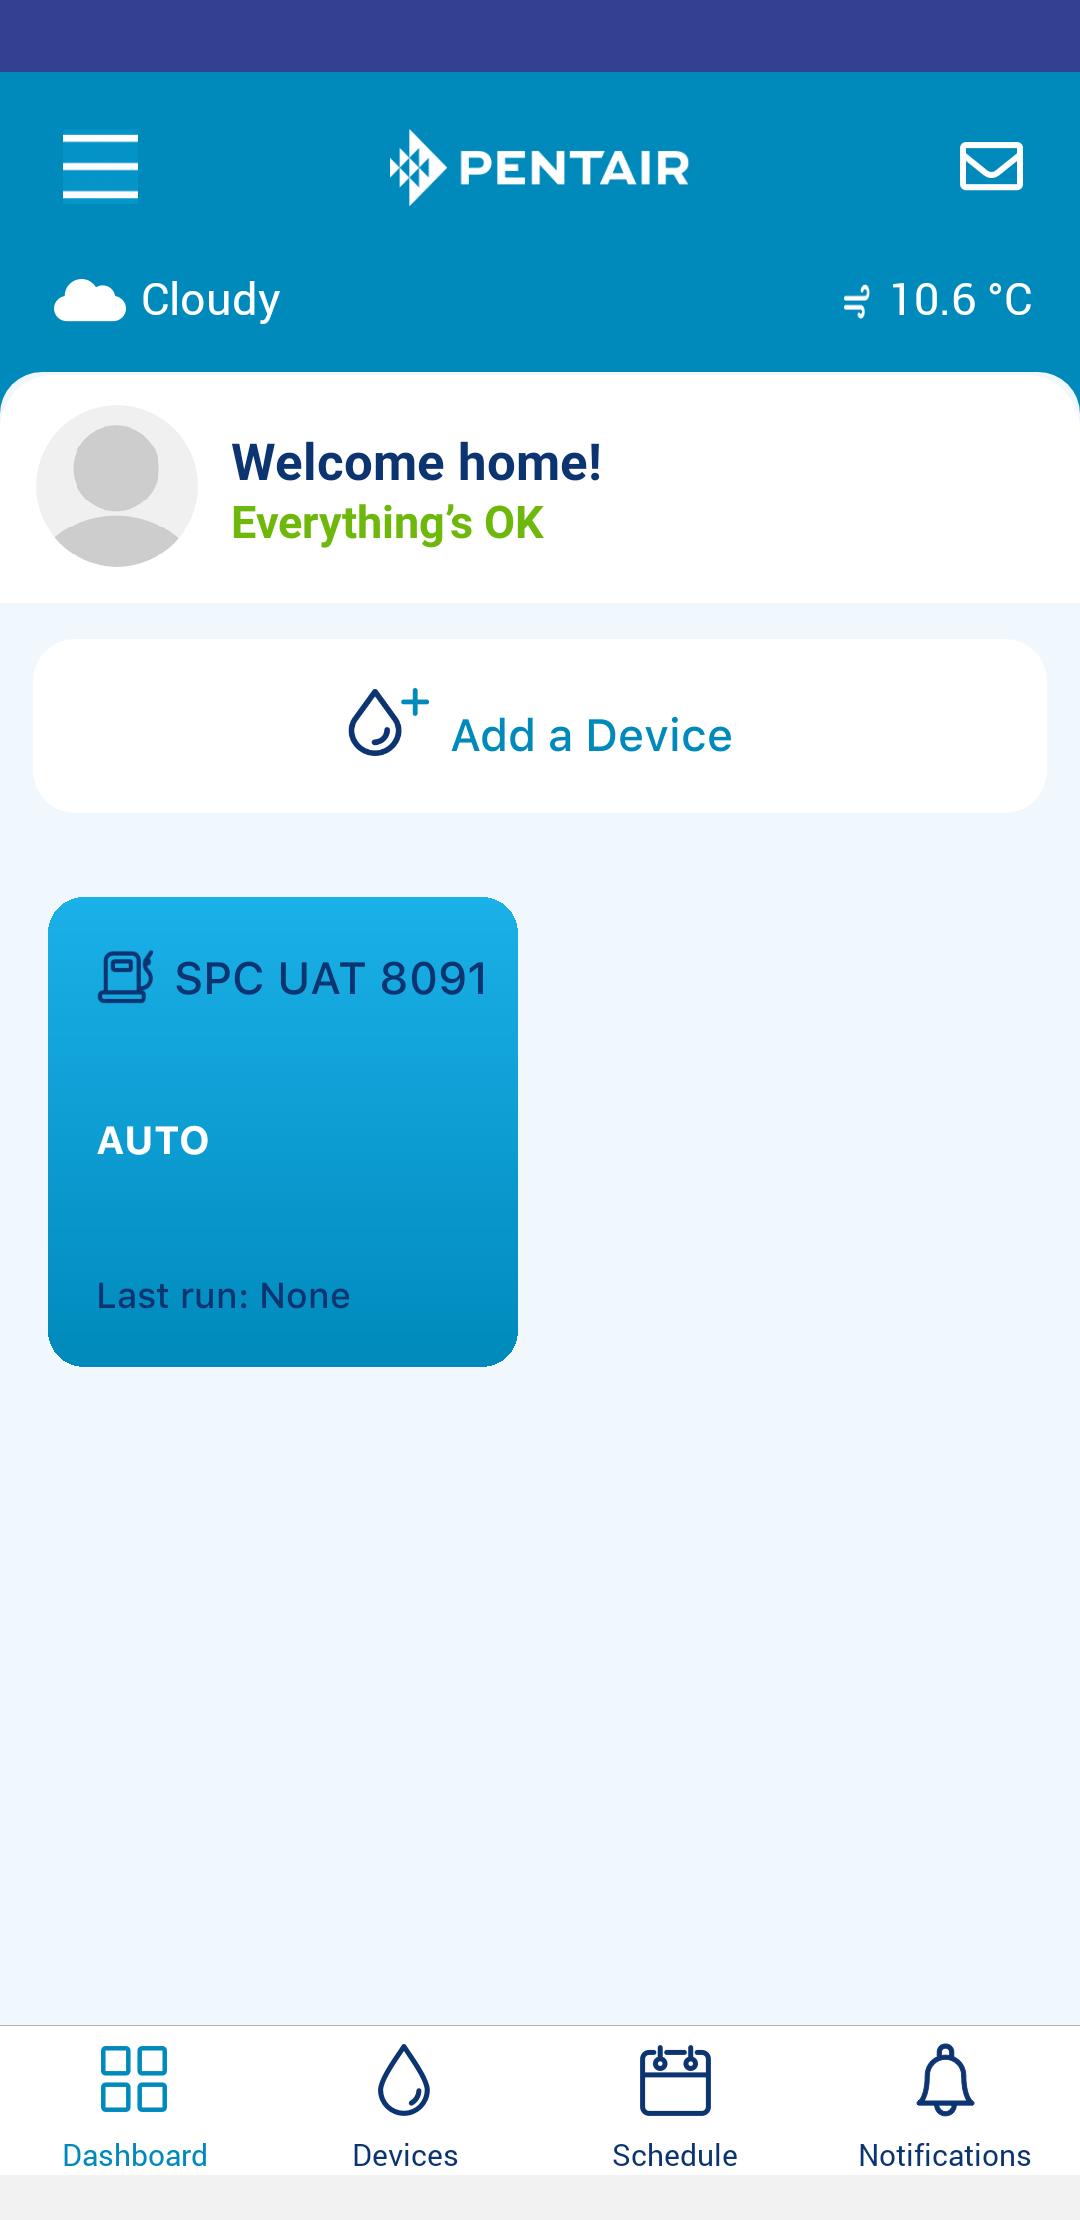 PENTAIR
Cloudy
10.6 °C
Welcome home!
Everything’s OK
Add a Device
SPC UAT 8091
AUTO
Last run: None
Dashboard
Devices
Schedule
Notifications